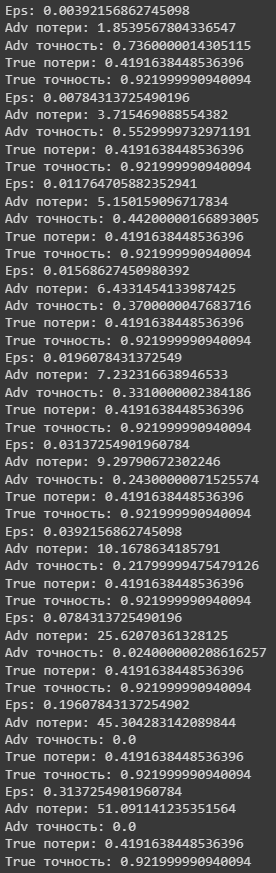 Eps: 0.00392156862745098
Adv потери: 1.8539567804336547
Adv точность: 0.7360000014305115
True потери: 0.4191638448536396
True точность: 0.921999990940094
Eps: 0.00784313725490196
Adv потери: 3.715469088554382
Adv точность: 0.5529999732971191
True потери: 0.4191638448536396
True точность: 0.921999990940094
Eps: 0.011764705882352941
Adv потери: 5.150159096717834
Adv точность: 0.44200000166893005
True потери: 0.4191638448536396
True точность: 0.921999990940094
Eps: 0.01568627450980392
Adv потери: 6.4331454133987425
Adv точность: 0.3700000047683716
True потери: 0.4191638448536396
True точность: 0.921999990940094
Eps: 0.0196078431372549
Adv потери: 7.232316638946533
Adv точность: 0.3310000002384186
True потери: 0.4191638448536396
True точность: 0.921999990940094
Eps: 0.03137254901960784
Adv потери: 9.29790672302246
Adv точность: 0.24300000071525574
True потери: 0.4191638448536396
True точность: 0.921999990940094
Eps: 0.0392156862745098
Adv потери: 10.1678634185791
Adv точность: 0.21799999475479126
True потери: 0.4191638448536396
True точность: 0.921999990940094
Eps: 0.0784313725490196
Adv потери: 25.62070361328125
Adv точность: 0.024000000208616257
True потери: 0.4191638448536396
True точность: 0.921999990940094
Eps: 0.19607843137254902
Adv потери: 45.304283142089844
Adv точность: 0.0
True потери: 0.4191638448536396
True точность: 0.921999990940094
Eps: 0.3137254901960784
Adv потери: 51.091141235351564
Adv точность: 0.0
True потери: 0.4191638448536396
True точность: 0.921999990940094